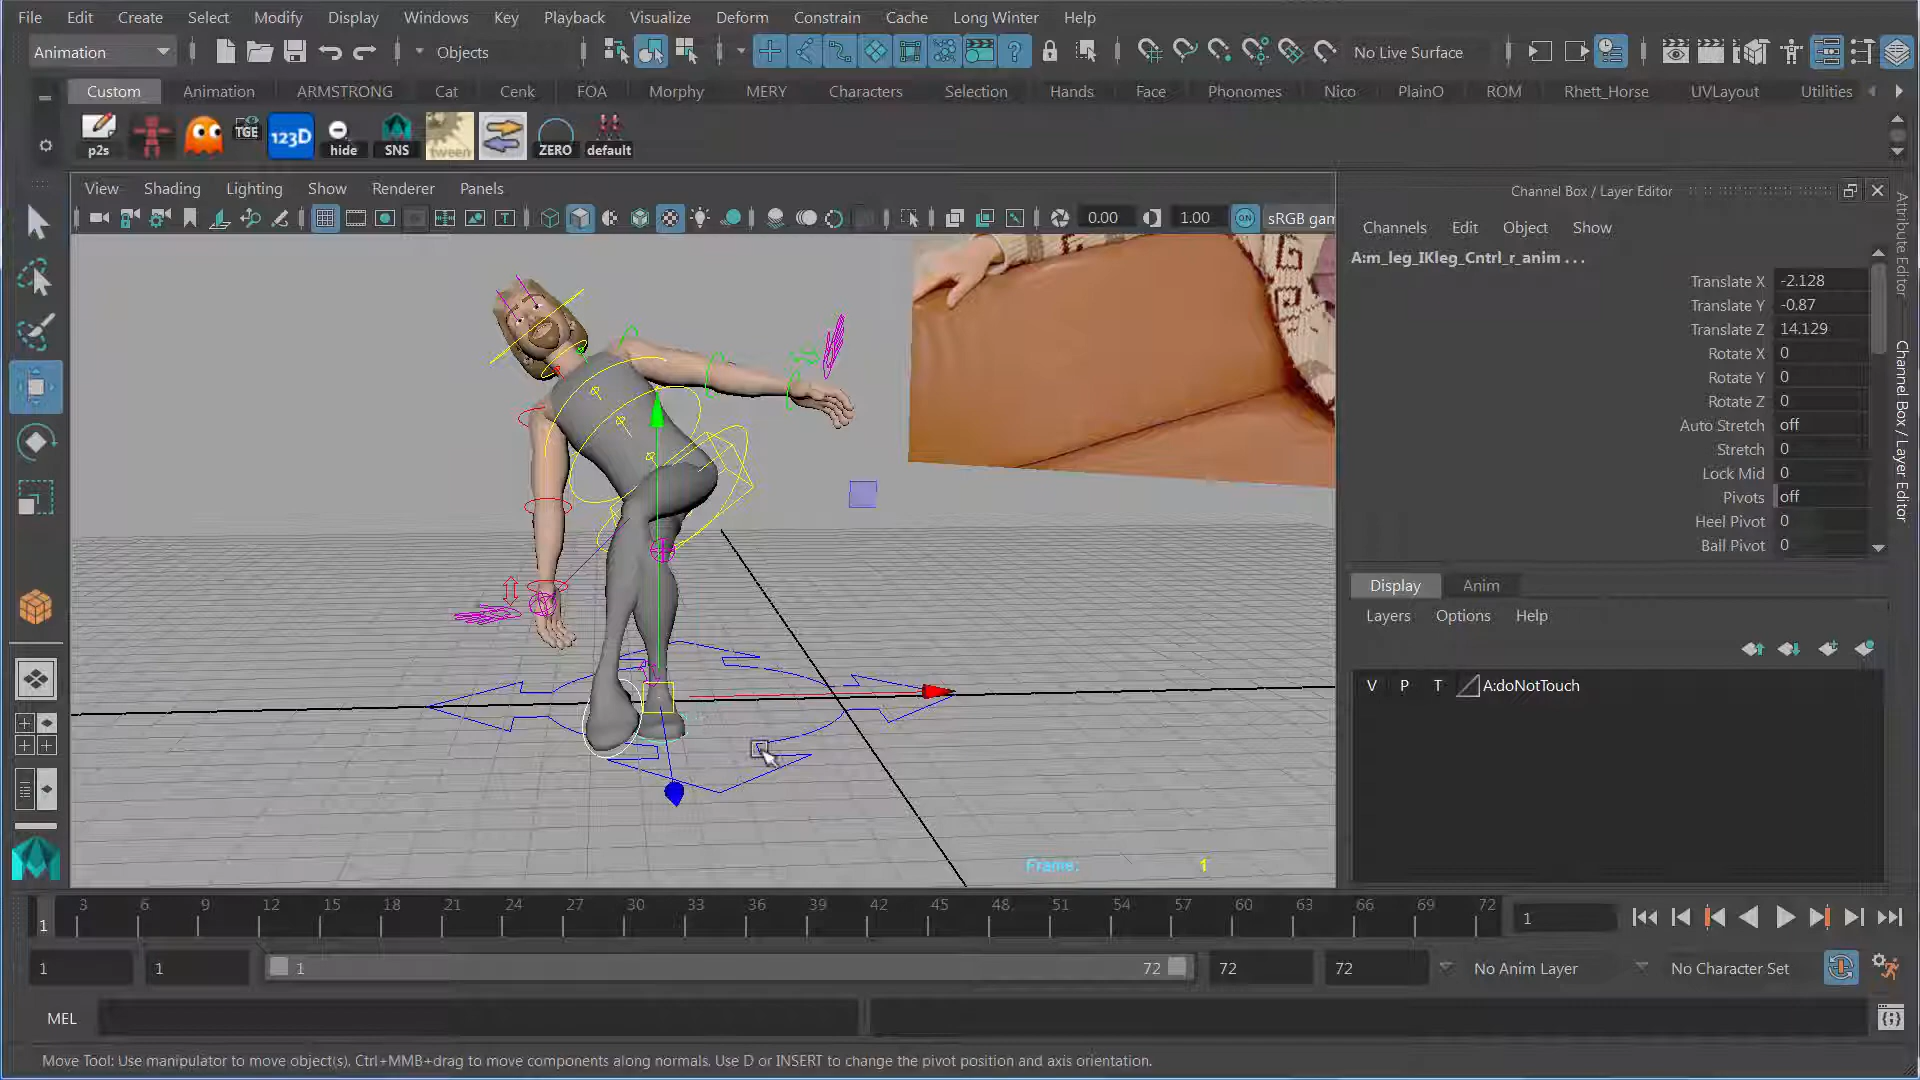 File Edit Create Select Modify Display Windows Key Playback Visualize Deform Constrain Cache Long Winter Help
Animation Objects No Live Surface
Custom Animation ARMSTRONG Cat Cenk FOA Morphy MERY Characters Selection Hands Face Phonomes Nico PlainO ROM Rhett_Horse UVLayout Utilities
p2s TGE 123D hide SNS tween ZERO default
View Shading Lighting Show Renderer Panels
0.00 1.00 ON sRGB gam
Channel Box / Layer Editor
Channels Edit Object Show
A:m_leg_IKleg_Cntrl_r_anim . . .
Translate X -2.128
Translate Y -0.87
Translate Z 14.129
Rotate X 0
Rotate Y 0
Rotate Z 0
Auto Stretch off
Stretch 0
Lock Mid 0
Pivots off
Heel Pivot 0
Ball Pivot 0
Attribute Editor
Channel Box / Layer Editor
Display Anim
Layers Options Help
V P T A:doNotTouch
Frame: 1
1 3 6 9 12 15 18 21 24 27 30 33 36 39 42 45 48 51 54 57 60 63 66 69 72 1
1 1 1 72 72 72 No Anim Layer No Character Set
MEL
Move Tool: Use manipulator to move object(s). Ctrl+MMB+drag to move components along normals. Use D or INSERT to change the pivot position and axis orientation.